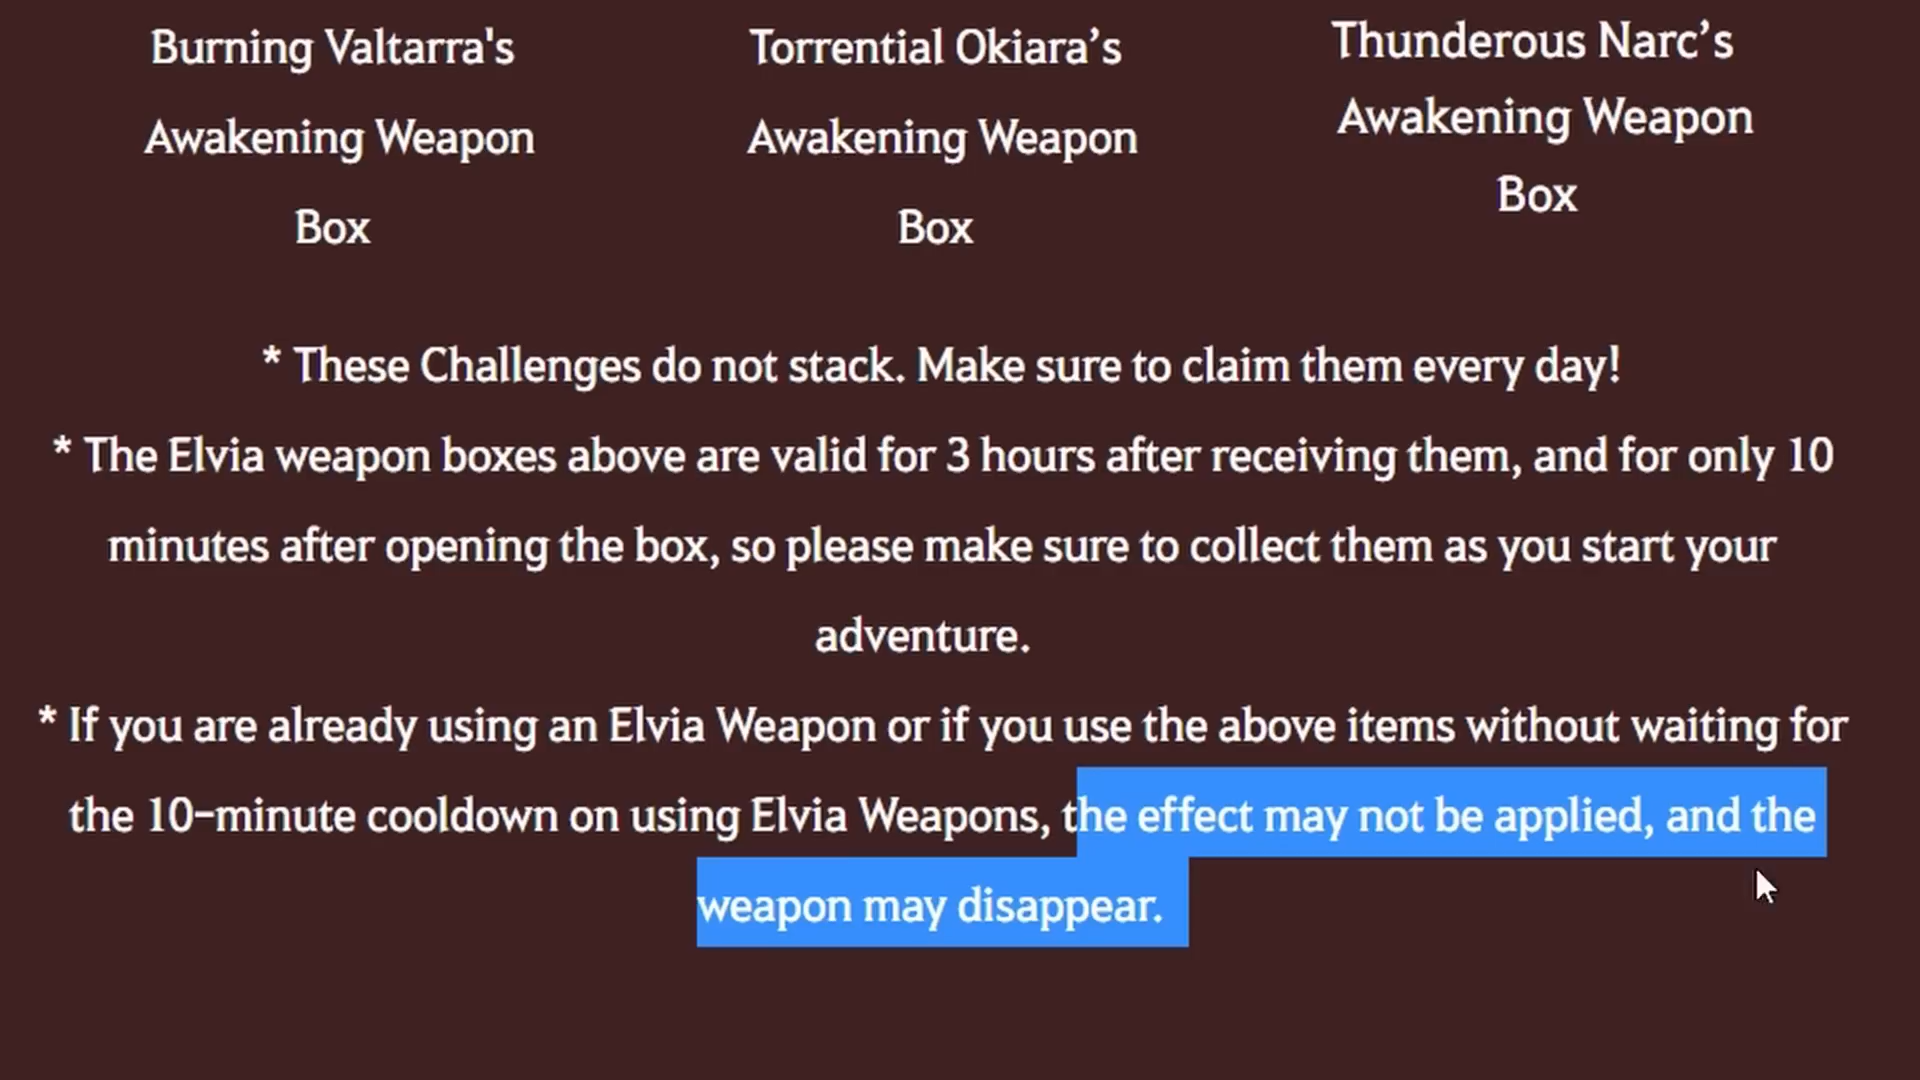 Burning Valtarra's
Awakening Weapon
Box
Torrential Okiara’s
Awakening Weapon
Box
Thunderous Narc’s
Awakening Weapon
Box
* These Challenges do not stack. Make sure to claim them every day!
* The Elvia weapon boxes above are valid for 3 hours after receiving them, and for only 10
minutes after opening the box, so please make sure to collect them as you start your
adventure.
* If you are already using an Elvia Weapon or if you use the above items without waiting for
the 10-minute cooldown on using Elvia Weapons, the effect may not be applied, and the
weapon may disappear.